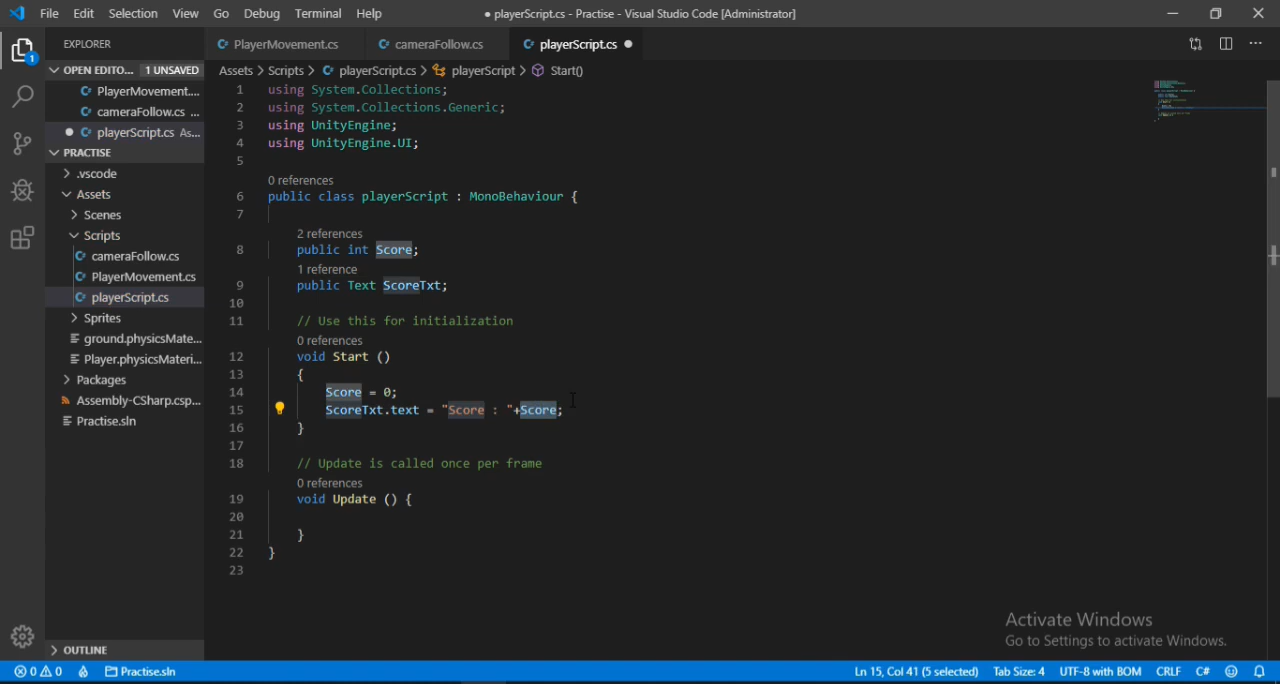 File Edit Selection View Go Debug Terminal Help ● playerScript.cs - Practise - Visual Studio Code [Administrator]
EXPLORER
OPEN EDITO... 1 UNSAVED
PlayerMovement....
cameraFollow.cs ...
playerScript.cs As...
PRACTISE
.vscode
Assets
Scenes
Scripts
cameraFollow.cs
PlayerMovement.cs
playerScript.cs
Sprites
ground.physicsMate...
Player.physicsMateri...
Packages
Assembly-CSharp.csp...
Practise.sln
OUTLINE
1
PlayerMovement.cs cameraFollow.cs playerScript.cs ●
Assets > Scripts > playerScript.cs > playerScript > Start()
1 using System.Collections;
2 using System.Collections.Generic;
3 using UnityEngine;
4 using UnityEngine.UI;
5
0 references
6 public class playerScript : MonoBehaviour {
7
2 references
8 public int Score;
1 reference
9 public Text ScoreTxt;
10
11 // Use this for initialization
0 references
12 void Start ()
13 {
14 Score = 0;
15 ScoreTxt.text = "Score : "+Score;
16 }
17
18 // Update is called once per frame
0 references
19 void Update () {
20
21 }
22 }
23
Activate Windows
Go to Settings to activate Windows.
0 0 Practise.sln Ln 15, Col 41 (5 selected) Tab Size: 4 UTF-8 with BOM CRLF C#